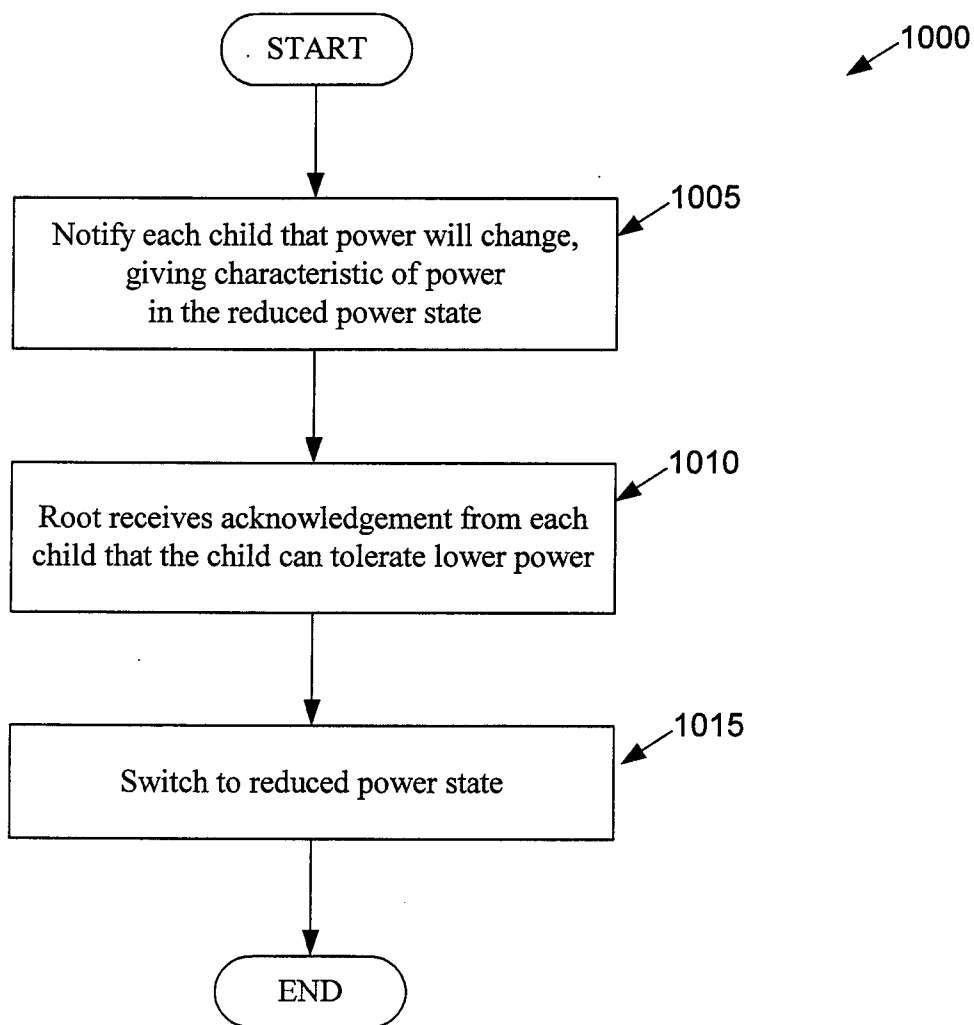 START
1000
1005
Notify each child that power will change,
giving characteristic of power
in the reduced power state
1010
Root receives acknowledgement from each
child that the child can tolerate lower power
1015
Switch to reduced power state
END